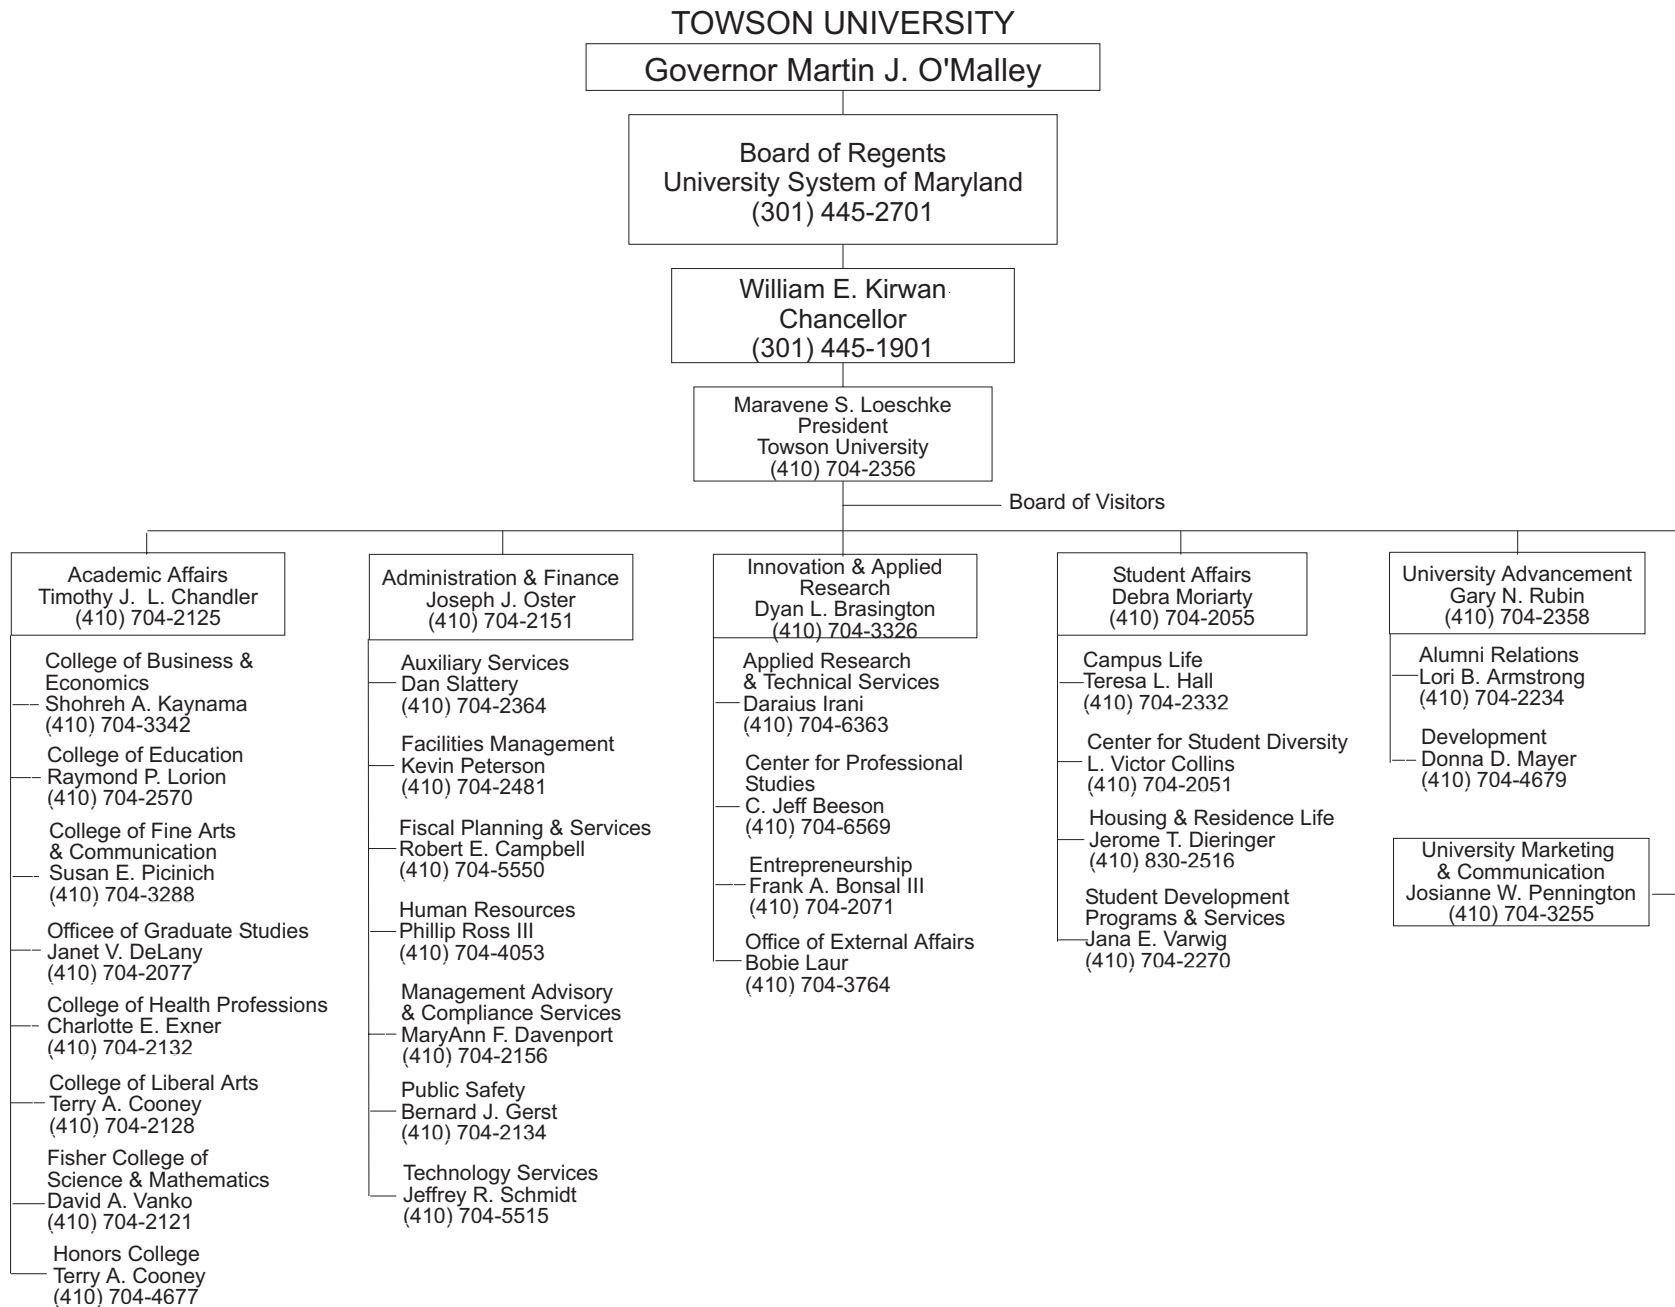 TOWSON UNIVERSITY
Governor Martin J. O'Malley
Board of Regents
University System of Maryland
(301) 445-2701
William E. Kirwan
Chancellor
(301) 445-1901
Maravene S. Loeschke
President
Towson University
(410) 704-2356
Board of Visitors
Academic Affairs
Timothy J. L. Chandler
(410) 704-2125
College of Business &
Economics
Shohreh A. Kaynama
(410) 704-3342
College of Education
Raymond P. Lorion
(410) 704-2570
College of Fine Arts
& Communication
Susan E. Picinich
(410) 704-3288
Officee of Graduate Studies
Janet V. DeLany
(410) 704-2077
College of Health Professions
Charlotte E. Exner
(410) 704-2132
College of Liberal Arts
Terry A. Cooney
(410) 704-2128
Fisher College of
Science & Mathematics
David A. Vanko
(410) 704-2121
Honors College
Terry A. Cooney
(410) 704-4677
Administration & Finance
Joseph J. Oster
(410) 704-2151
Auxiliary Services
Dan Slattery
(410) 704-2364
Facilities Management
Kevin Peterson
(410) 704-2481
Fiscal Planning & Services
Robert E. Campbell
(410) 704-5550
Human Resources
Phillip Ross III
(410) 704-4053
Management Advisory
& Compliance Services
MaryAnn F. Davenport
(410) 704-2156
Public Safety
Bernard J. Gerst
(410) 704-2134
Technology Services
Jeffrey R. Schmidt
(410) 704-5515
Innovation & Applied
Research
Dyan L. Brasington
(410) 704-3326
Applied Research
& Technical Services
Daraius Irani
(410) 704-6363
Center for Professional
Studies
C. Jeff Beeson
(410) 704-6569
Entrepreneurship
Frank A. Bonsal III
(410) 704-2071
Office of External Affairs
Bobie Laur
(410) 704-3764
Student Affairs
Debra Moriarty
(410) 704-2055
Campus Life
Teresa L. Hall
(410) 704-2332
Center for Student Diversity
L. Victor Collins
(410) 704-2051
Housing & Residence Life
Jerome T. Dieringer
(410) 830-2516
Student Development
Programs & Services
Jana E. Varwig
(410) 704-2270
University Advancement
Gary N. Rubin
(410) 704-2358
Alumni Relations
Lori B. Armstrong
(410) 704-2234
Development
Donna D. Mayer
(410) 704-4679
University Marketing
& Communication
Josianne W. Pennington
(410) 704-3255